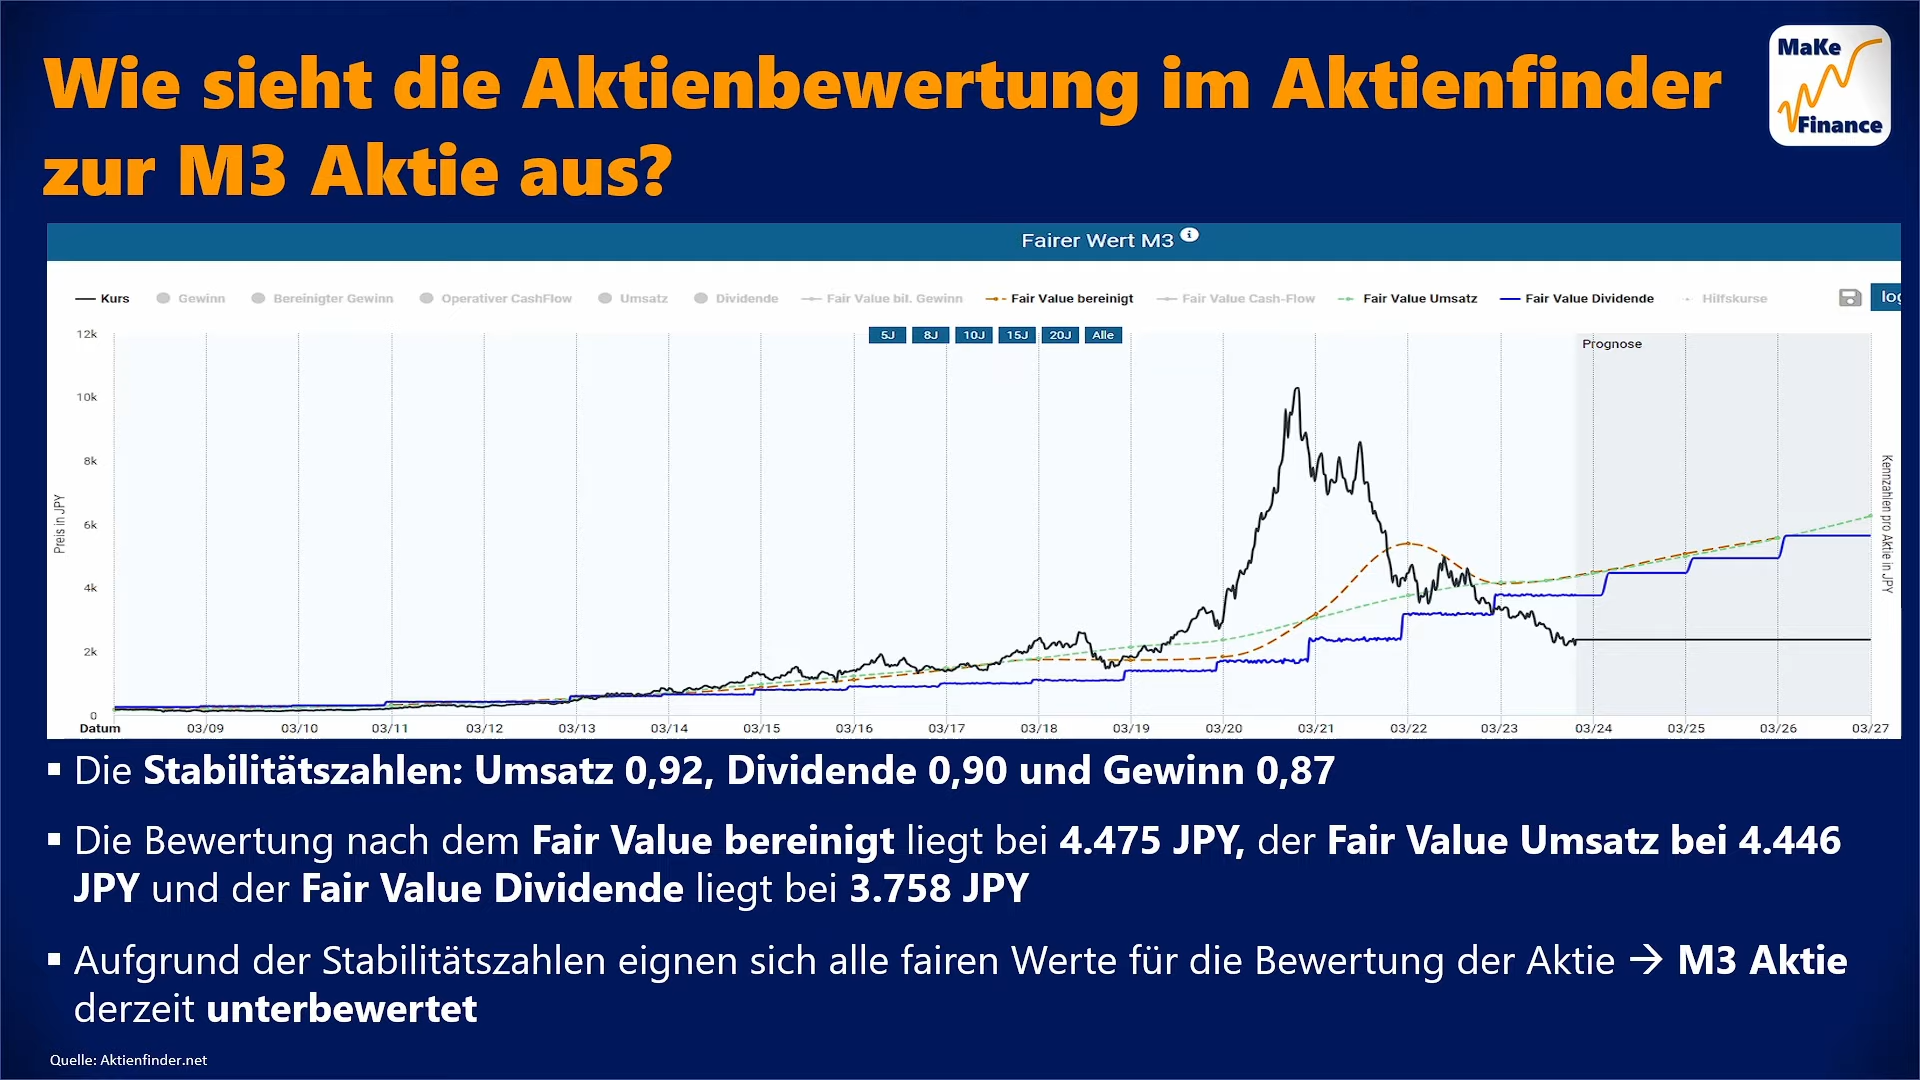 Wie sieht die Aktienbewertung im Aktienfinder
zur M3 Aktie aus?
MaKe
Finance
Fairer Wert M3 i
Kurs Gewinn Bereinigter Gewinn Operativer CashFlow Umsatz Dividende Fair Value bil. Gewinn Fair Value bereinigt Fair Value Cash-Flow Fair Value Umsatz Fair Value Dividende Hilfskurse
5J 8J 10J 15J 20J Alle
Prognose
12k
10k
8k
6k
4k
2k
0
Preis in JPY
Kennzahlen pro Aktie in JPY
Datum 03/09 03/10 03/11 03/12 03/13 03/14 03/15 03/16 03/17 03/18 03/19 03/20 03/21 03/22 03/23 03/24 03/25 03/26 03/27
▪ Die Stabilitätszahlen: Umsatz 0,92, Dividende 0,90 und Gewinn 0,87
▪ Die Bewertung nach dem Fair Value bereinigt liegt bei 4.475 JPY, der Fair Value Umsatz bei 4.446
JPY und der Fair Value Dividende liegt bei 3.758 JPY
▪ Aufgrund der Stabilitätszahlen eignen sich alle fairen Werte für die Bewertung der Aktie → M3 Aktie
derzeit unterbewertet
Quelle: Aktienfinder.net